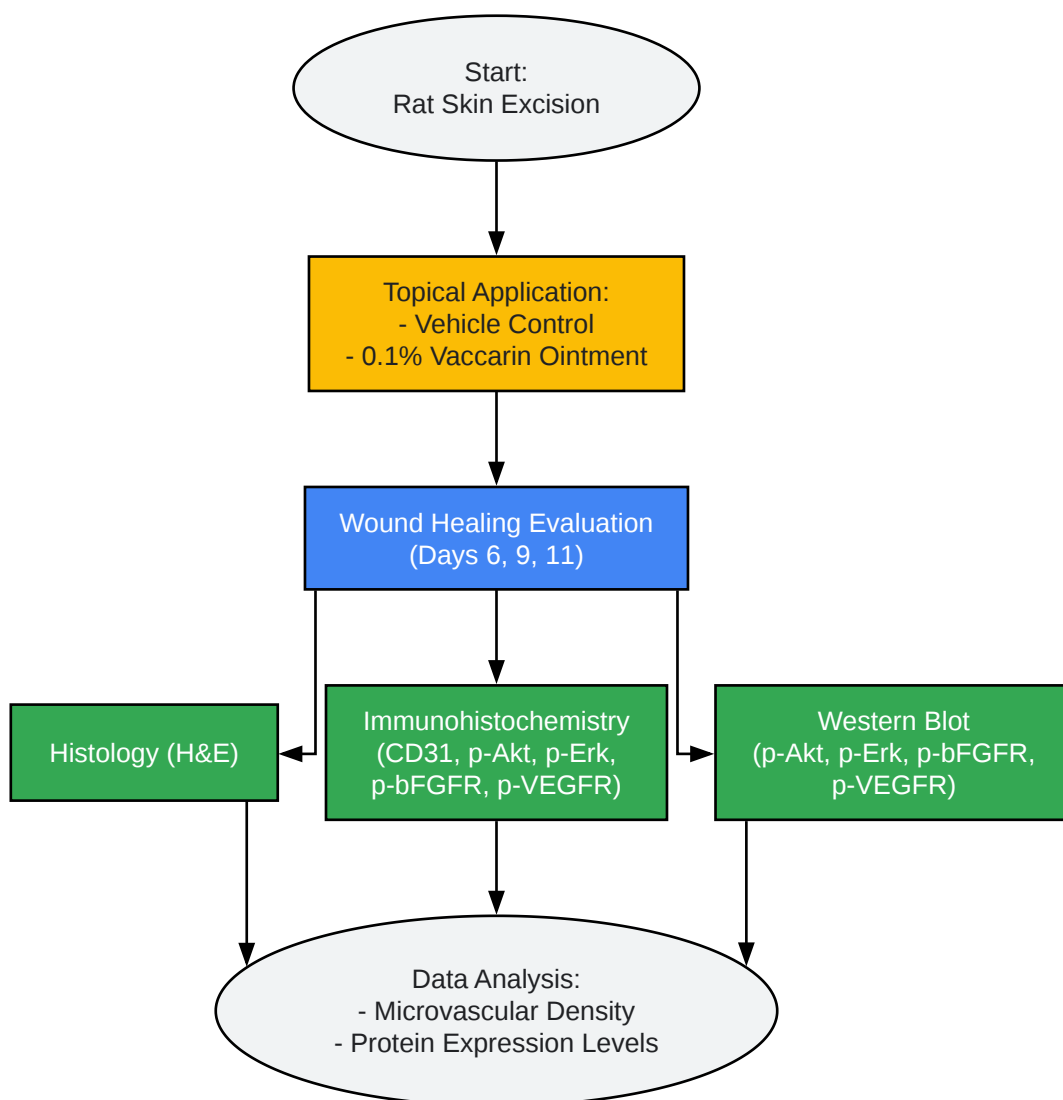 Start:
Rat Skin Excision
Topical Application:
- Vehicle Control
- 0.1% Vaccarin Ointment
Wound Healing Evaluation
(Days 6, 9, 11)
Histology (H&E)
Immunohistochemistry
(CD31, p-Akt, p-Erk,
p-bFGFR, p-VEGFR)
Western Blot
(p-Akt, p-Erk, p-bFGFR,
p-VEGFR)
Data Analysis:
- Microvascular Density
- Protein Expression Levels